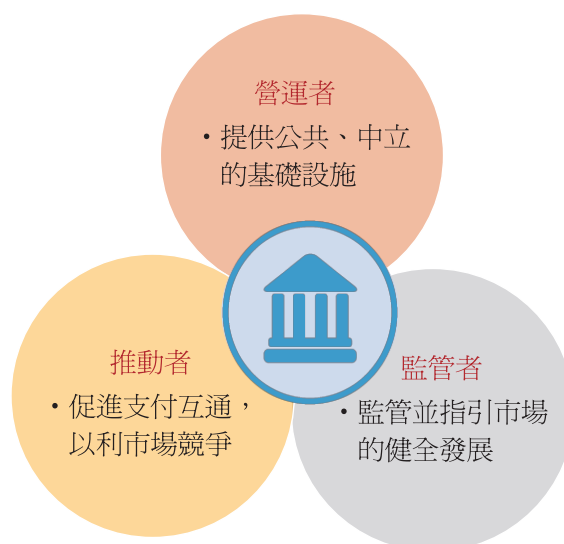 營運者
・提供公共、中立
的基礎設施
推動者
・促進支付互通，
以利市場競爭
監管者
・監管並指引市場
的健全發展